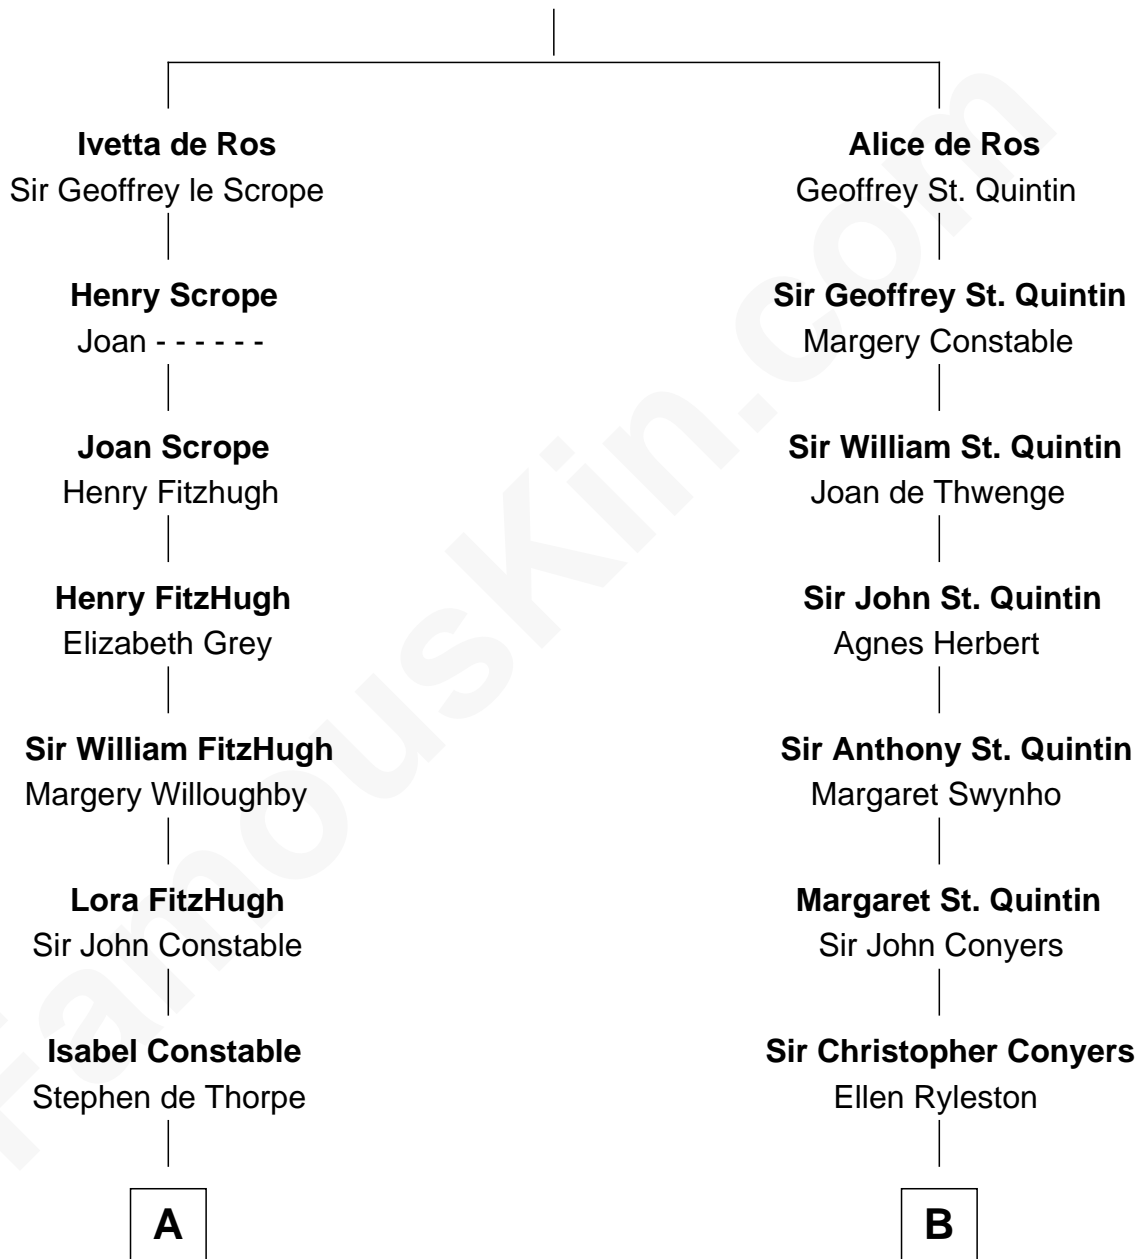 Ivetta de Ros
Sir Geoffrey le Scrope
Henry Scrope
Joan - - - - - -
Joan Scrope
Henry Fitzhugh
Henry FitzHugh
Elizabeth Grey
Sir William FitzHugh
Margery Willoughby
Lora FitzHugh
Sir John Constable
Isabel Constable
Stephen de Thorpe
A
Alice de Ros
Geoffrey St. Quintin
Sir Geoffrey St. Quintin
Margery Constable
Sir William St. Quintin
Joan de Thwenge
Sir John St. Quintin
Agnes Herbert
Sir Anthony St. Quintin
Margaret Swynho
Margaret St. Quintin
Sir John Conyers
Sir Christopher Conyers
Ellen Ryleston
B
FamousKin.com